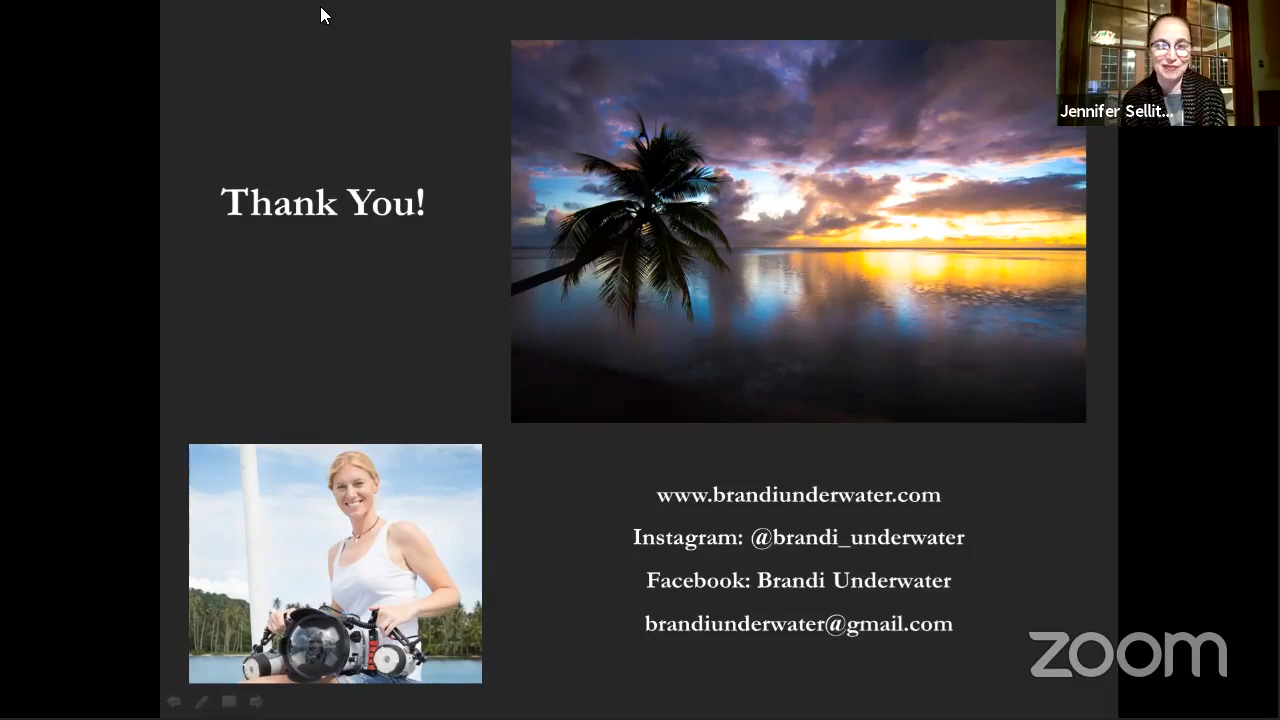 Jennifer Sellit...
Thank You!
www.brandiunderwater.com
Instagram: @brandi_underwater
Facebook: Brandi Underwater
brandiunderwater@gmail.com
zoom